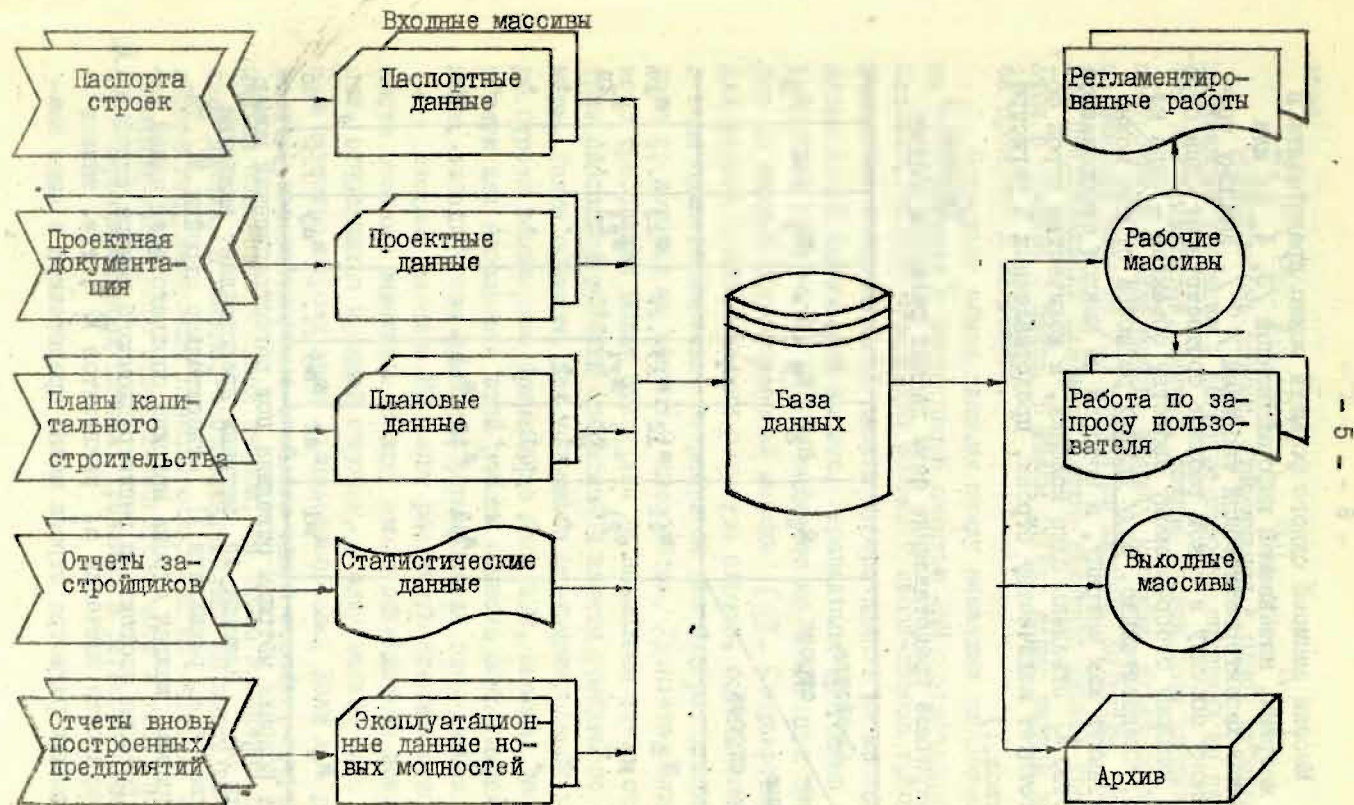 Входные массивы
Паспорта
строек
Паспортные
данные
Проектная
документа-
ция
Проектные
данные
Планы капи-
тального
строительства
Плановые
данные
Отчеты за-
стройщиков
Статистические
данные
Отчеты вновь
построенных
предприятий
Эксплуатацион-
ные данные но-
вых мощностей
База
данных
Регламентиро-
ванные работы
Рабочие
массивы
Работа по за-
просу пользо-
вателя
Выходные
массивы
Архив
- 5 -